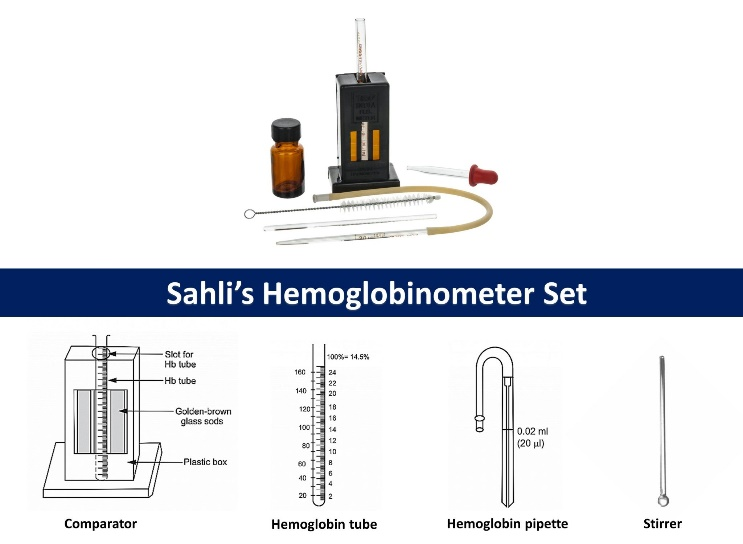 Sahli's Hemoglobinometer Set
Slot for
Hb tube
Hb tube
Golden-brown
glass sods
Plastic box
Comparator
100%= 14.5%
160
140
120
100
80
60
40
20
24
22
20
18
16
14
12
10
8
6
4
2
Hemoglobin tube
0.02 ml
(20 µl)
Hemoglobin pipette
Stirrer